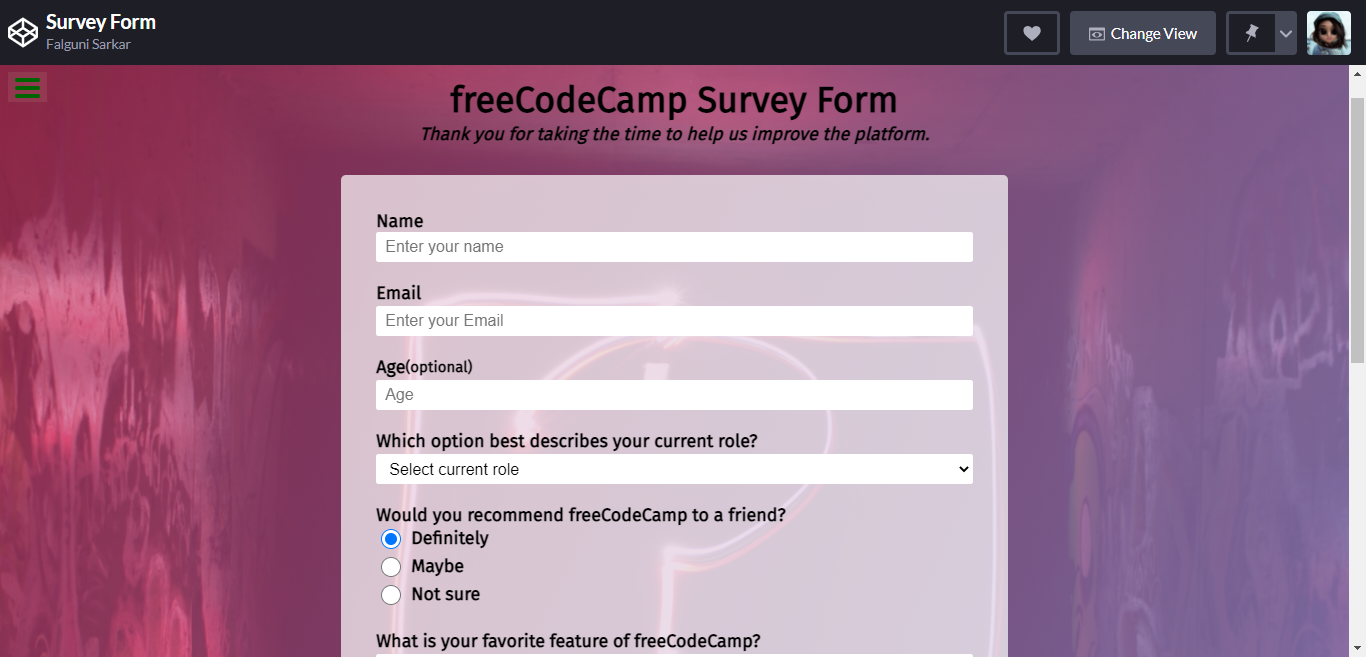 Survey Form
Falguni Sarkar
Change View
freeCodeCamp Survey Form
Thank you for taking the time to help us improve the platform.
Name
Enter your name
Email
Enter your Email
Age(optional)
Age
Which option best describes your current role?
Select current role
Would you recommend freeCodeCamp to a friend?
Definitely
Maybe
Not sure
What is your favorite feature of freeCodeCamp?